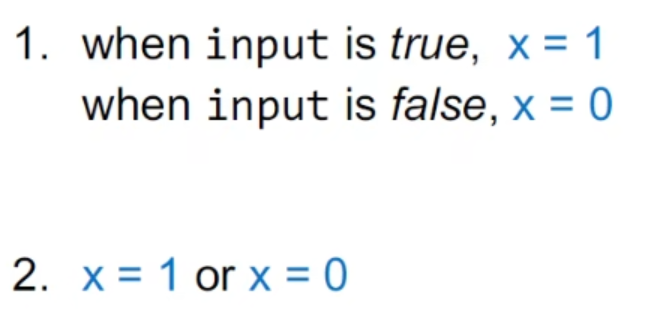 1. when input is true, x = 1
when input is false, x = 0
2. x = 1 or x = 0